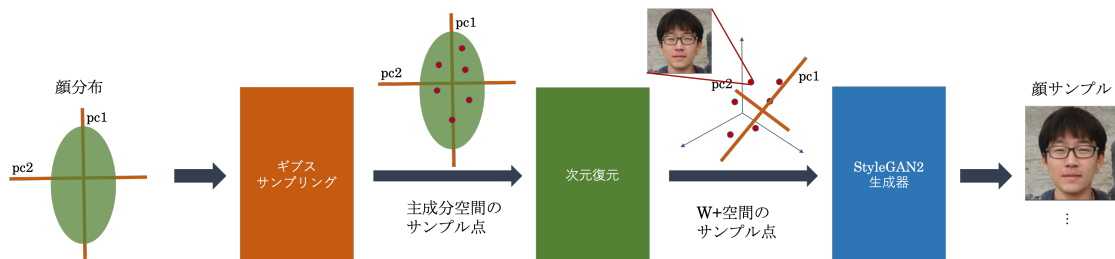 顔分布
pc1
pc2
ギブス
サンプリング
pc1
pc2
主成分空間の
サンプル点
次元復元
pc1
pc2
W+空間の
サンプル点
StyleGAN2
生成器
顔サンプル
...